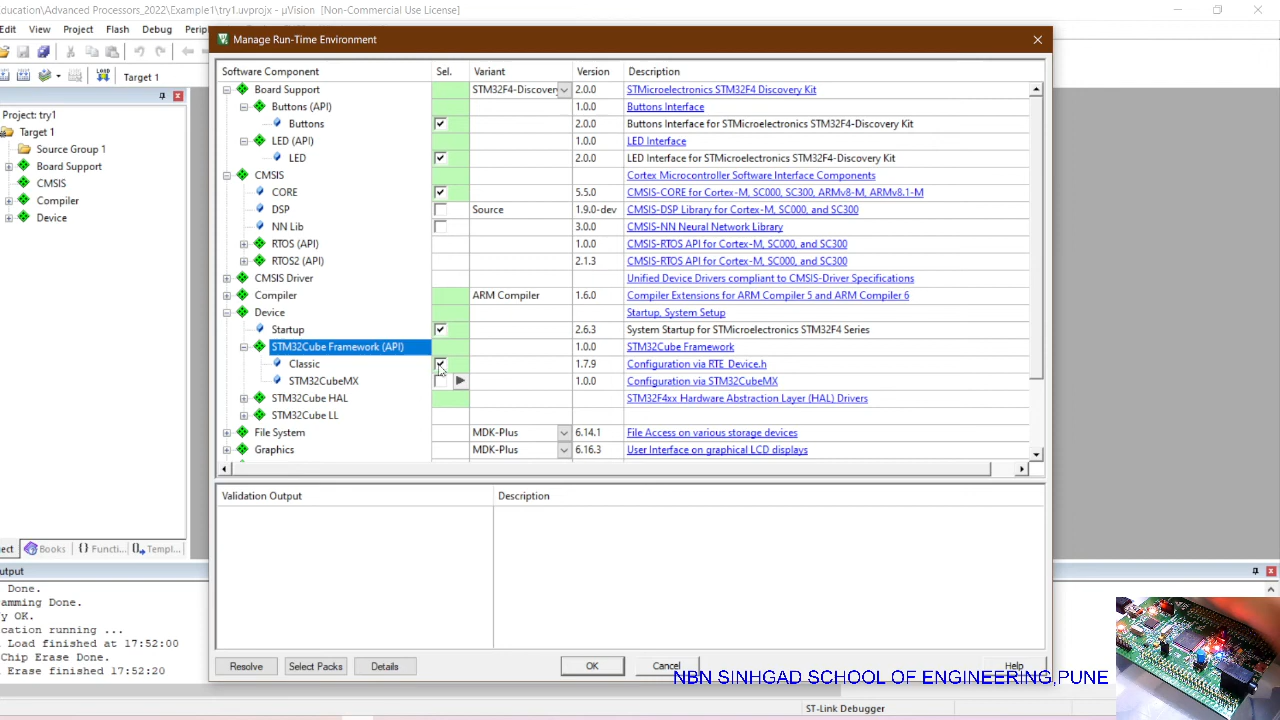 ducation\Advanced Processors_2022\Example1\try1.uvprojx - µVision [Non-Commercial Use License]
Edit View Project Flash Debug Perip
Target 1
Project: try1
Target 1
Source Group 1
Board Support
CMSIS
Compiler
Device
ect Books {} Functi... Templ...
Manage Run-Time Environment
Software Component Sel. Variant Version Description
Board Support STM32F4-Discovery 2.0.0 STMicroelectronics STM32F4 Discovery Kit
Buttons (API) 1.0.0 Buttons Interface
Buttons 2.0.0 Buttons Interface for STMicroelectronics STM32F4-Discovery Kit
LED (API) 1.0.0 LED Interface
LED 2.0.0 LED Interface for STMicroelectronics STM32F4-Discovery Kit
CMSIS Cortex Microcontroller Software Interface Components
CORE 5.5.0 CMSIS-CORE for Cortex-M, SC000, SC300, ARMv8-M, ARMv8.1-M
DSP Source 1.9.0-dev CMSIS-DSP Library for Cortex-M, SC000, and SC300
NN Lib 3.0.0 CMSIS-NN Neural Network Library
RTOS (API) 1.0.0 CMSIS-RTOS API for Cortex-M, SC000, and SC300
RTOS2 (API) 2.1.3 CMSIS-RTOS API for Cortex-M, SC000, and SC300
CMSIS Driver Unified Device Drivers compliant to CMSIS-Driver Specifications
Compiler ARM Compiler 1.6.0 Compiler Extensions for ARM Compiler 5 and ARM Compiler 6
Device Startup, System Setup
Startup 2.6.3 System Startup for STMicroelectronics STM32F4 Series
STM32Cube Framework (API) 1.0.0 STM32Cube Framework
Classic 1.7.9 Configuration via RTE_Device.h
STM32CubeMX 1.0.0 Configuration via STM32CubeMX
STM32Cube HAL STM32F4xx Hardware Abstraction Layer (HAL) Drivers
STM32Cube LL
File System MDK-Plus 6.14.1 File Access on various storage devices
Graphics MDK-Plus 6.16.3 User Interface on graphical LCD displays
Validation Output Description
Resolve Select Packs Details OK Cancel Help
utput
Done.
amming Done.
y OK.
cation running ...
Load finished at 17:52:00
Chip Erase Done.
Erase finished 17:52:20
NBN SINHGAD SCHOOL OF ENGINEERING,PUNE
ST-Link Debugger